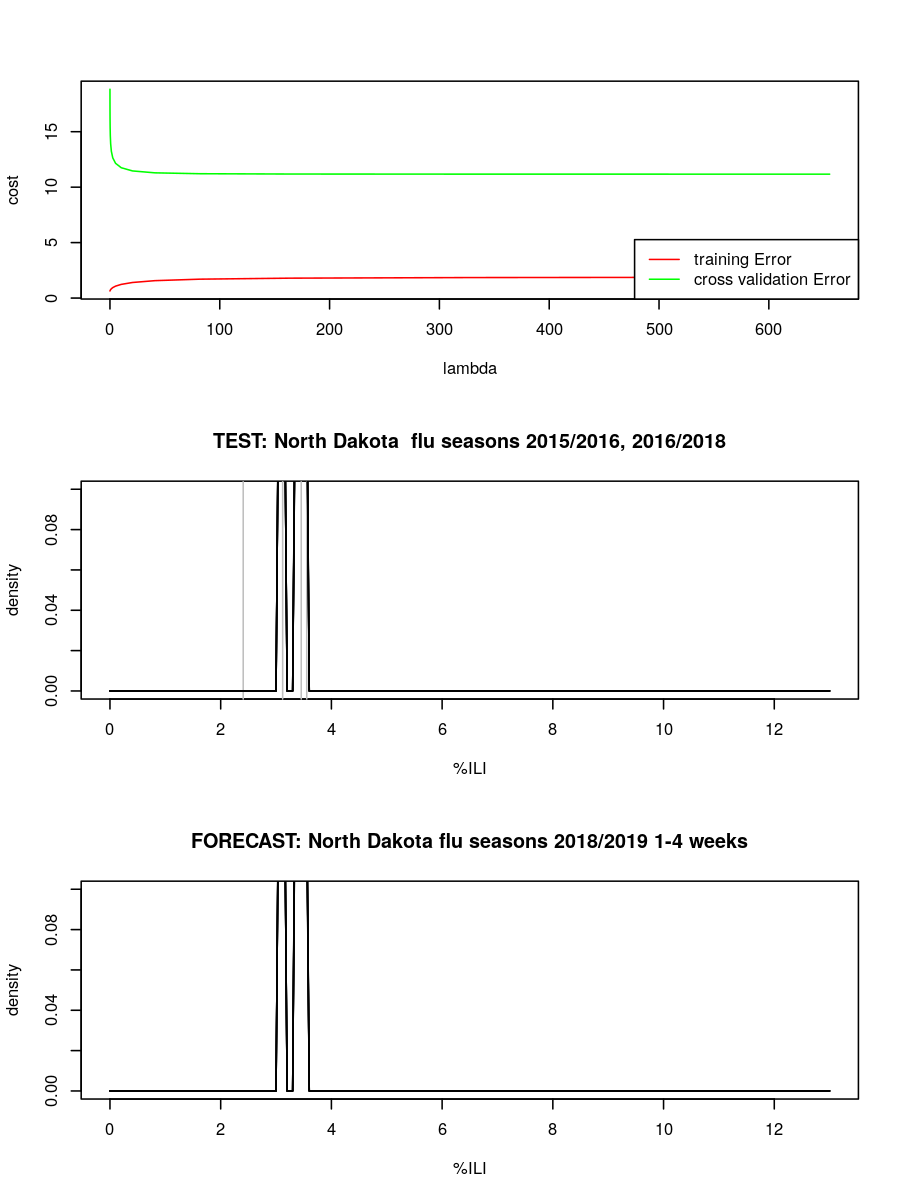 cost
15
10
5
0
training Error
cross validation Error
0 100 200 300 400 500 600
lambda
TEST: North Dakota  flu seasons 2015/2016, 2016/2018
density
0.08
0.04
0.00
0 2 4 6 8 10 12
%ILI
FORECAST: North Dakota flu seasons 2018/2019 1-4 weeks
density
0.08
0.04
0.00
0 2 4 6 8 10 12
%ILI